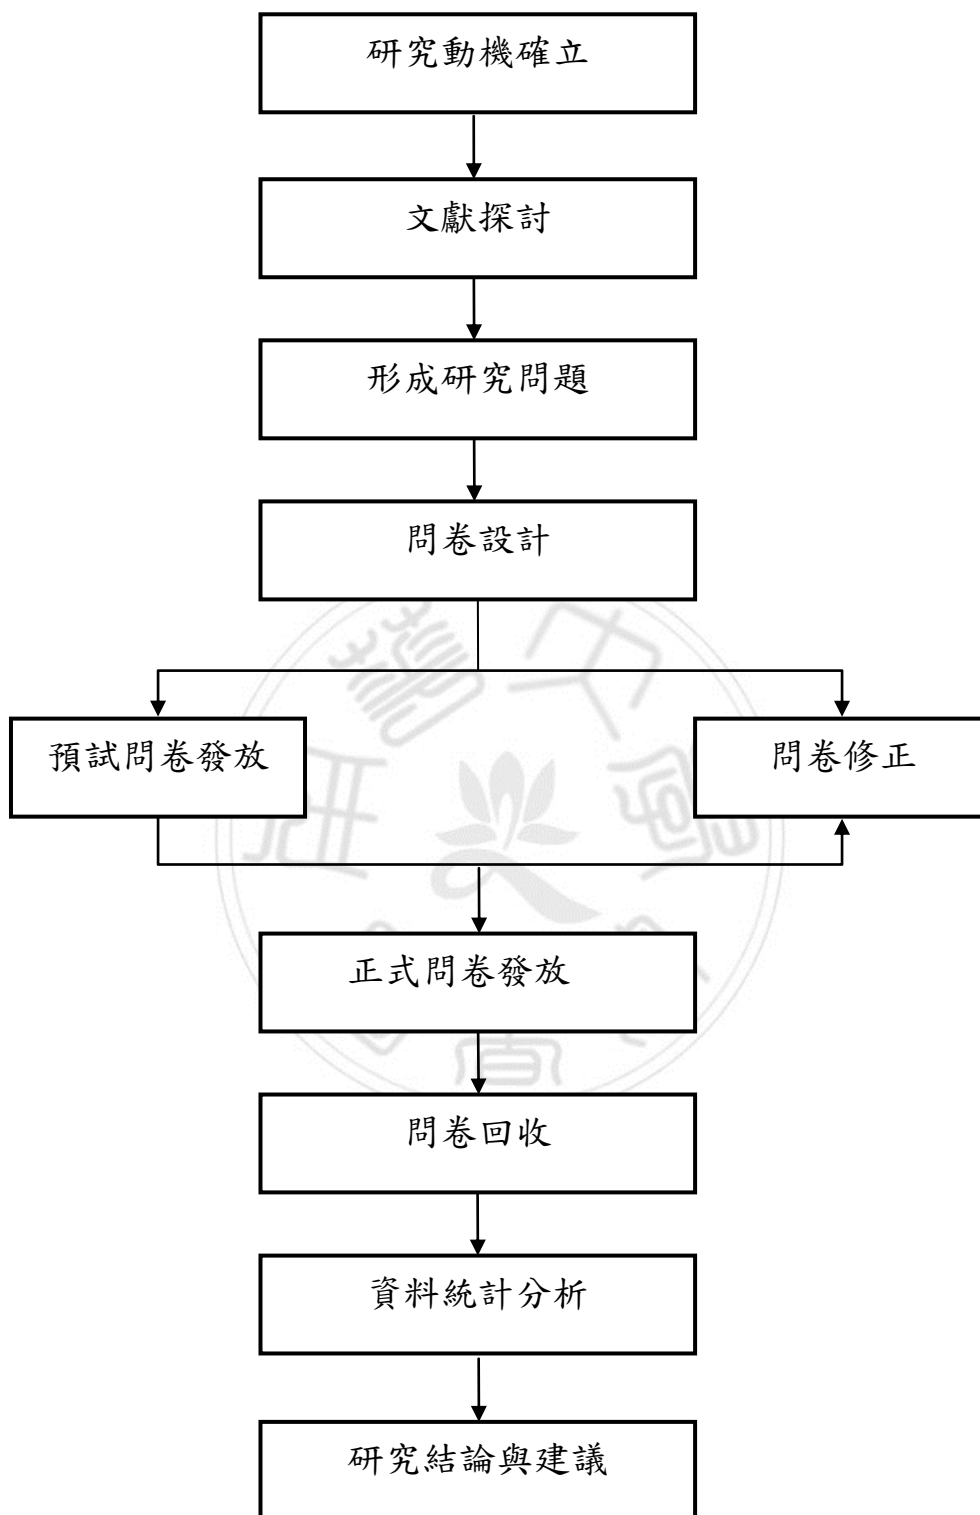 研究動機確立
文獻探討
形成研究問題
問卷設計
預試問卷發放
問卷修正
正式問卷發放
問卷回收
資料統計分析
研究結論與建議